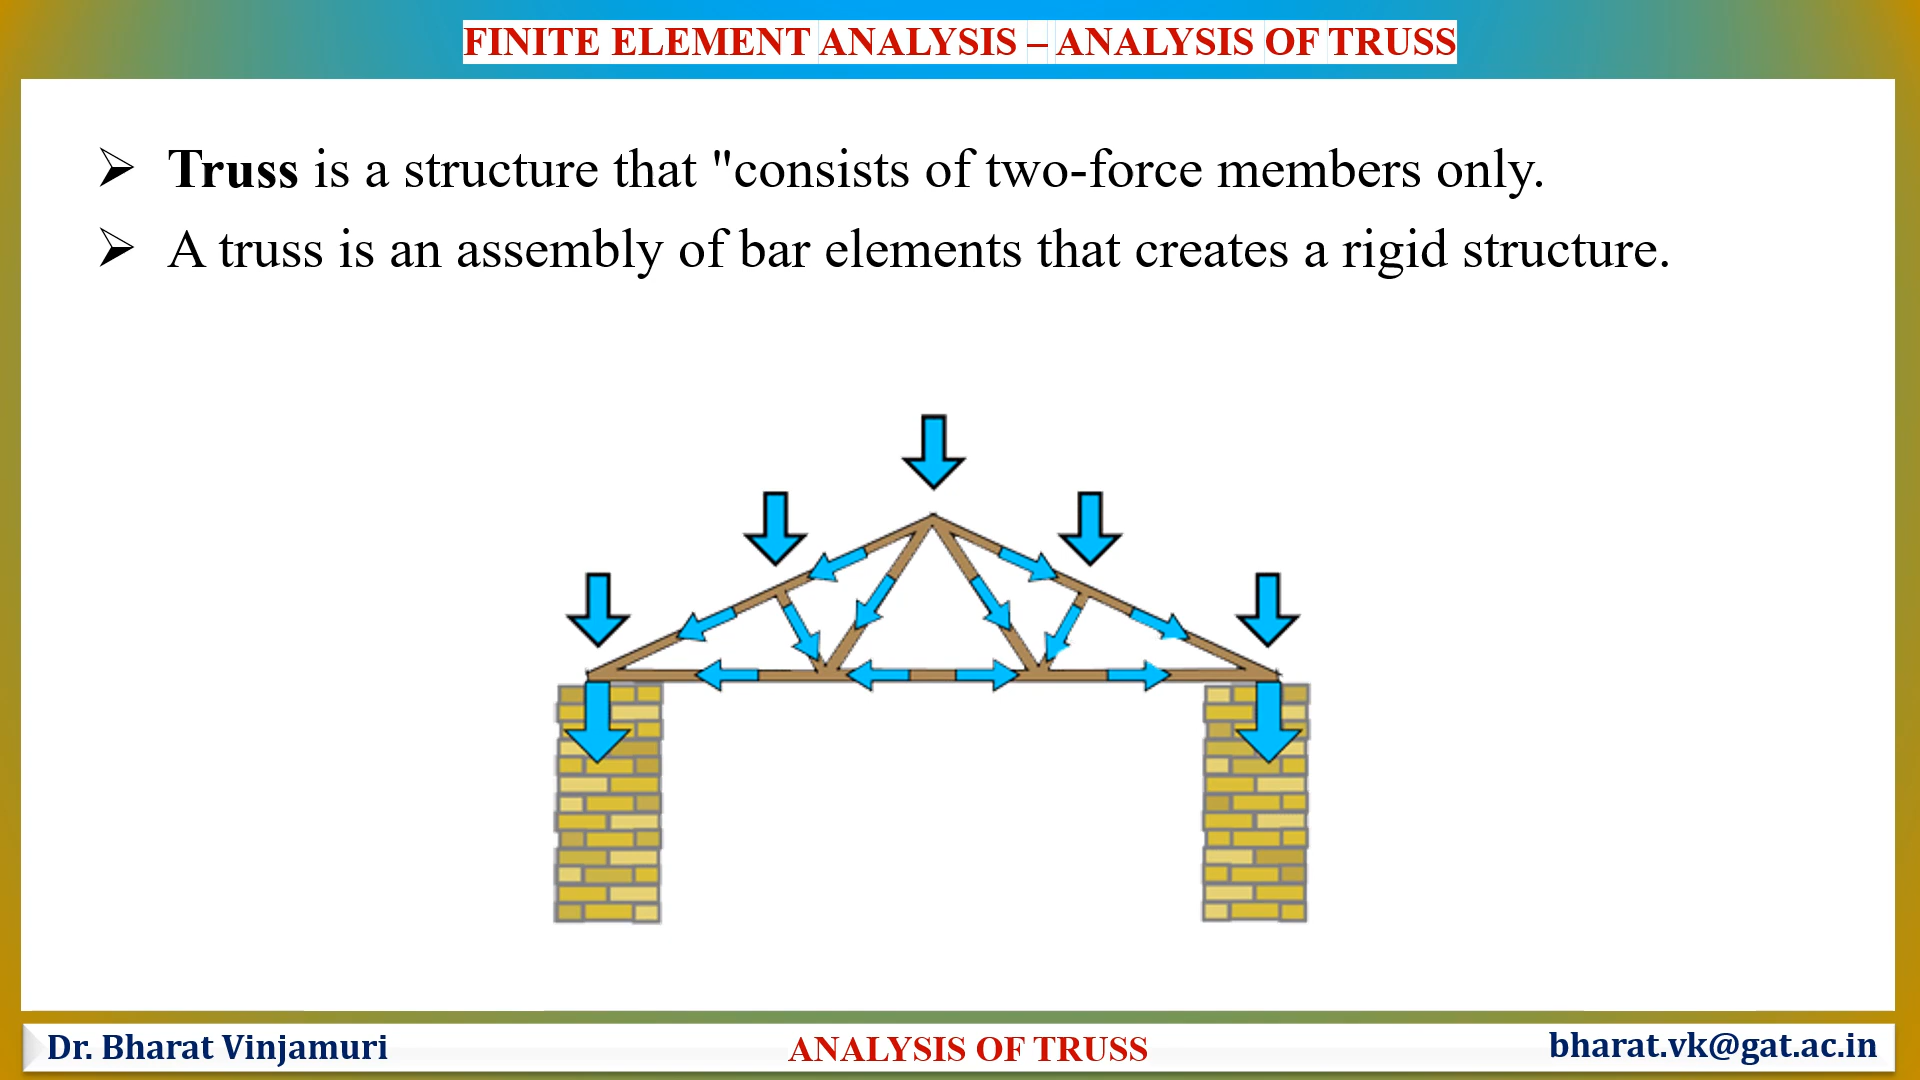 FINITE ELEMENT ANALYSIS – ANALYSIS OF TRUSS
➢ Truss is a structure that "consists of two-force members only.
➢ A truss is an assembly of bar elements that creates a rigid structure.
Dr. Bharat Vinjamuri
ANALYSIS OF TRUSS
bharat.vk@gat.ac.in